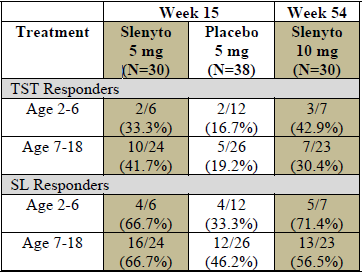 Week 15 Week 54
Treatment Slenyto 5 mg (N=30) Placebo 5 mg (N=38) Slenyto 10 mg (N=30)
TST Responders
Age 2-6 2/6 (33.3%) 2/12 (16.7%) 3/7 (42.9%)
Age 7-18 10/24 (41.7%) 5/26 (19.2%) 7/23 (30.4%)
SL Responders
Age 2-6 4/6 (66.7%) 4/12 (33.3%) 5/7 (71.4%)
Age 7-18 16/24 (66.7%) 12/26 (46.2%) 13/23 (56.5%)